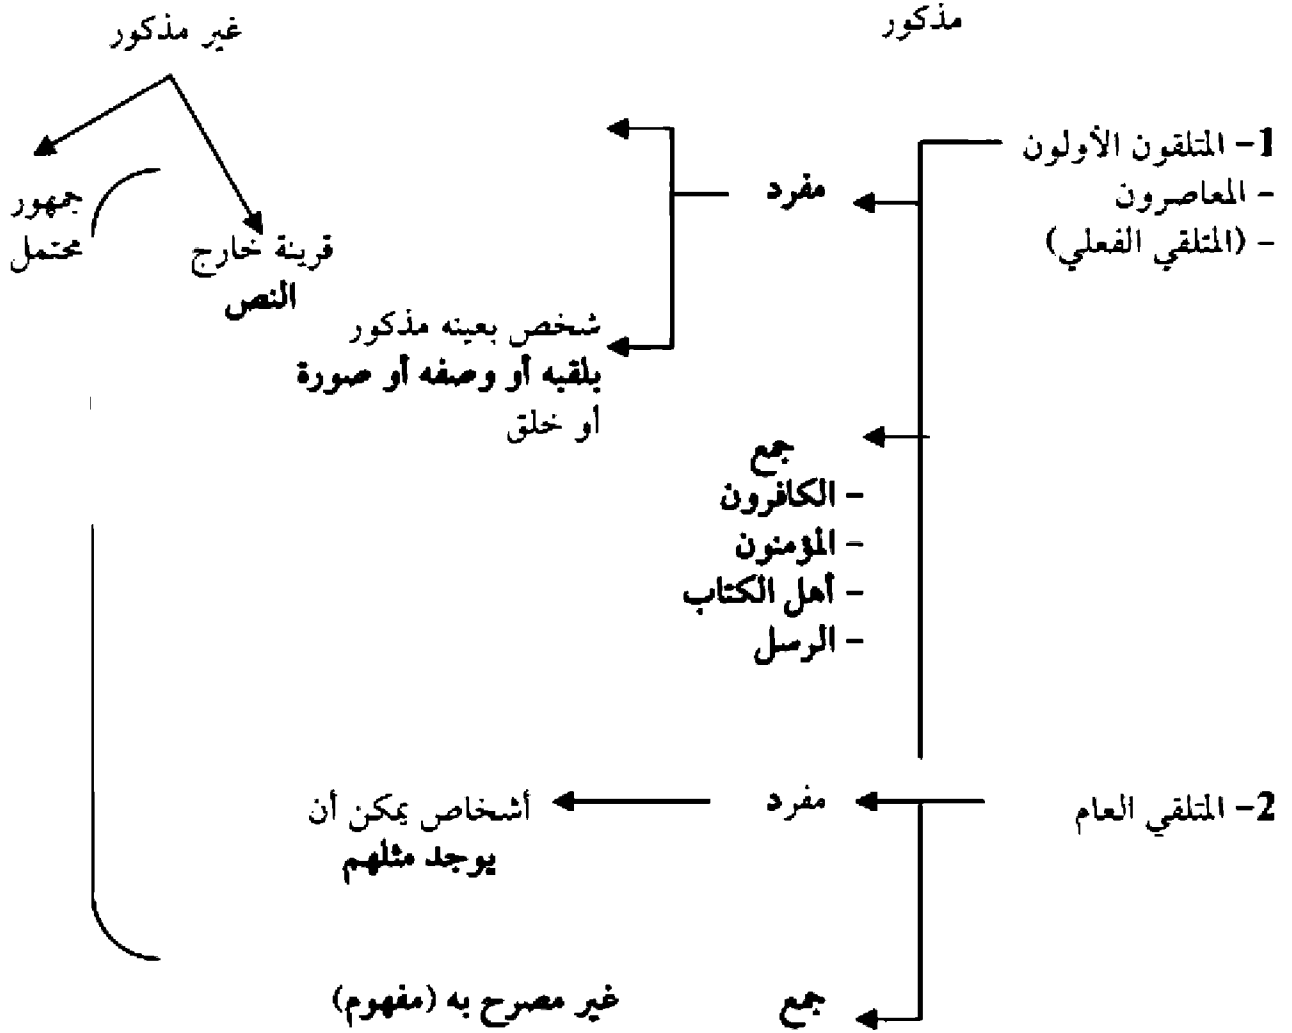 مذكور
غير مذكور
1- المتلقون الأولون
- المعاصرون
- (المتلقي الفعلي)
مفرد
قرينة خارج
النص
جمهور
محتمل
شخص بعينه مذكور
بلقبه أو وصفه أو صورة
أو خلق
جمع
- الكافرون
- المؤمنون
- أهل الكتاب
- الرسل
2- المتلقي العام
مفرد
أشخاص يمكن أن
يوجد مثلهم
جمع
غير مصرح به (مفهوم)